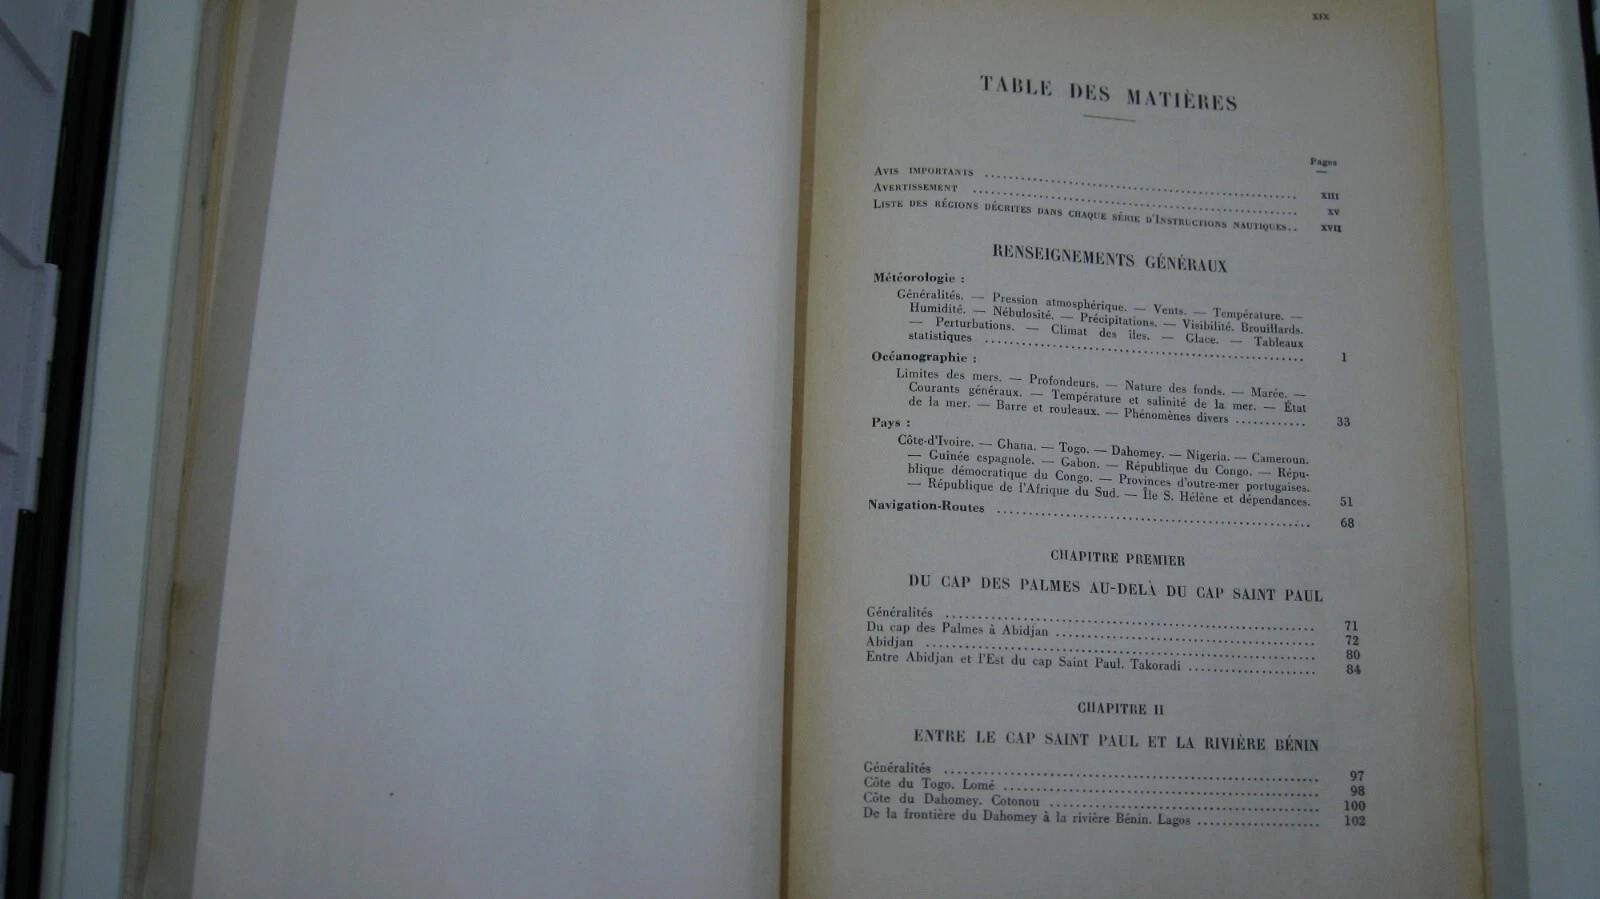 XIX
TABLE DES MATIÈRES
Pages
AVIS IMPORTANTS ........ XIII
AVERTISSEMENT ........ XV
LISTE DES RÉGIONS DÉCRITES DANS CHAQUE SÉRIE D'INSTRUCTIONS NAUTIQUES.. XVII
RENSEIGNEMENTS GÉNÉRAUX
Météorologie :
Généralités. — Pression atmosphérique. — Vents. — Température. —
Humidité. — Nébulosité. — Précipitations. — Visibilité. Brouillards.
— Perturbations. — Climat des îles. — Glace. — Tableaux
statistiques ........ 1
Océanographie :
Limites des mers. — Profondeurs. — Nature des fonds. — Marée. —
Courants généraux. — Température et salinité de la mer. — État
de la mer. — Barre et rouleaux. — Phénomènes divers ........ 33
Pays :
Côte-d'Ivoire. — Ghana. — Togo. — Dahomey. — Nigeria. — Cameroun.
— Guinée espagnole. — Gabon. — République du Congo. — Répu-
blique démocratique du Congo. — Provinces d'outre-mer portugaises.
— République de l'Afrique du Sud. — Île S. Hélène et dépendances. 51
Navigation-Routes ........ 68
CHAPITRE PREMIER
DU CAP DES PALMES AU-DELÀ DU CAP SAINT PAUL
Généralités ........ 71
Du cap des Palmes à Abidjan ........ 72
Abidjan ........ 80
Entre Abidjan et l'Est du cap Saint Paul. Takoradi ........ 84
CHAPITRE II
ENTRE LE CAP SAINT PAUL ET LA RIVIÈRE BÉNIN
Généralités ........ 97
Côte du Togo. Lomé ........ 98
Côte du Dahomey. Cotonou ........ 100
De la frontière du Dahomey à la rivière Bénin. Lagos ........ 102